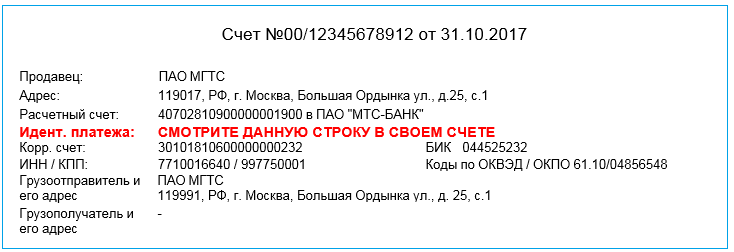 Счет №00/12345678912 от 31.10.2017
Продавец: ПАО МГТС
Адрес: 119017, РФ, г. Москва, Большая Ордынка ул., д.25, с.1
Расчетный счет: 40702810900000001900 в ПАО "МТС-БАНК"
Идент. платежа: СМОТРИТЕ ДАННУЮ СТРОКУ В СВОЕМ СЧЕТЕ
Корр. счет: 30101810600000000232 БИК 044525232
ИНН / КПП: 7710016640 / 997750001 Коды по ОКВЭД / ОКПО 61.10/04856548
Грузоотправитель и ПАО МГТС
его адрес 119991, РФ, г. Москва, Большая Ордынка ул., д. 25, с.1
Грузополучатель и -
его адрес